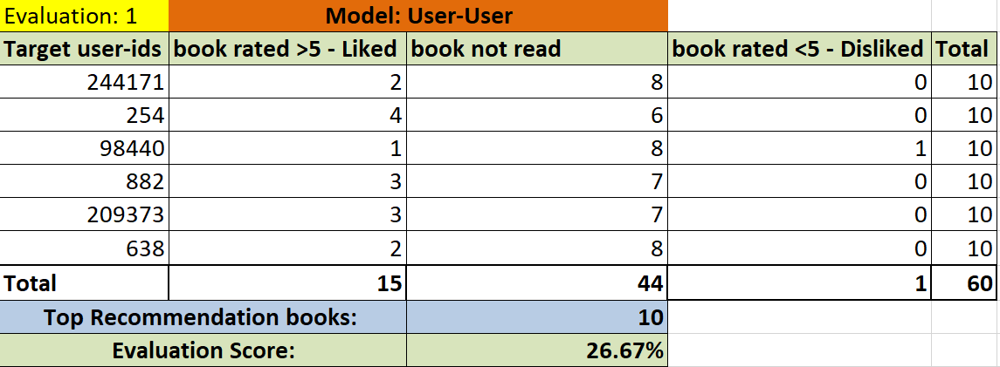 Evaluation: 1 Model: User-User
Target user-ids book rated >5 - Liked book not read book rated <5 - Disliked Total
244171 2 8 0 10
254 4 6 0 10
98440 1 8 1 10
882 3 7 0 10
209373 3 7 0 10
638 2 8 0 10
Total 15 44 1 60
Top Recommendation books: 10
Evaluation Score: 26.67%